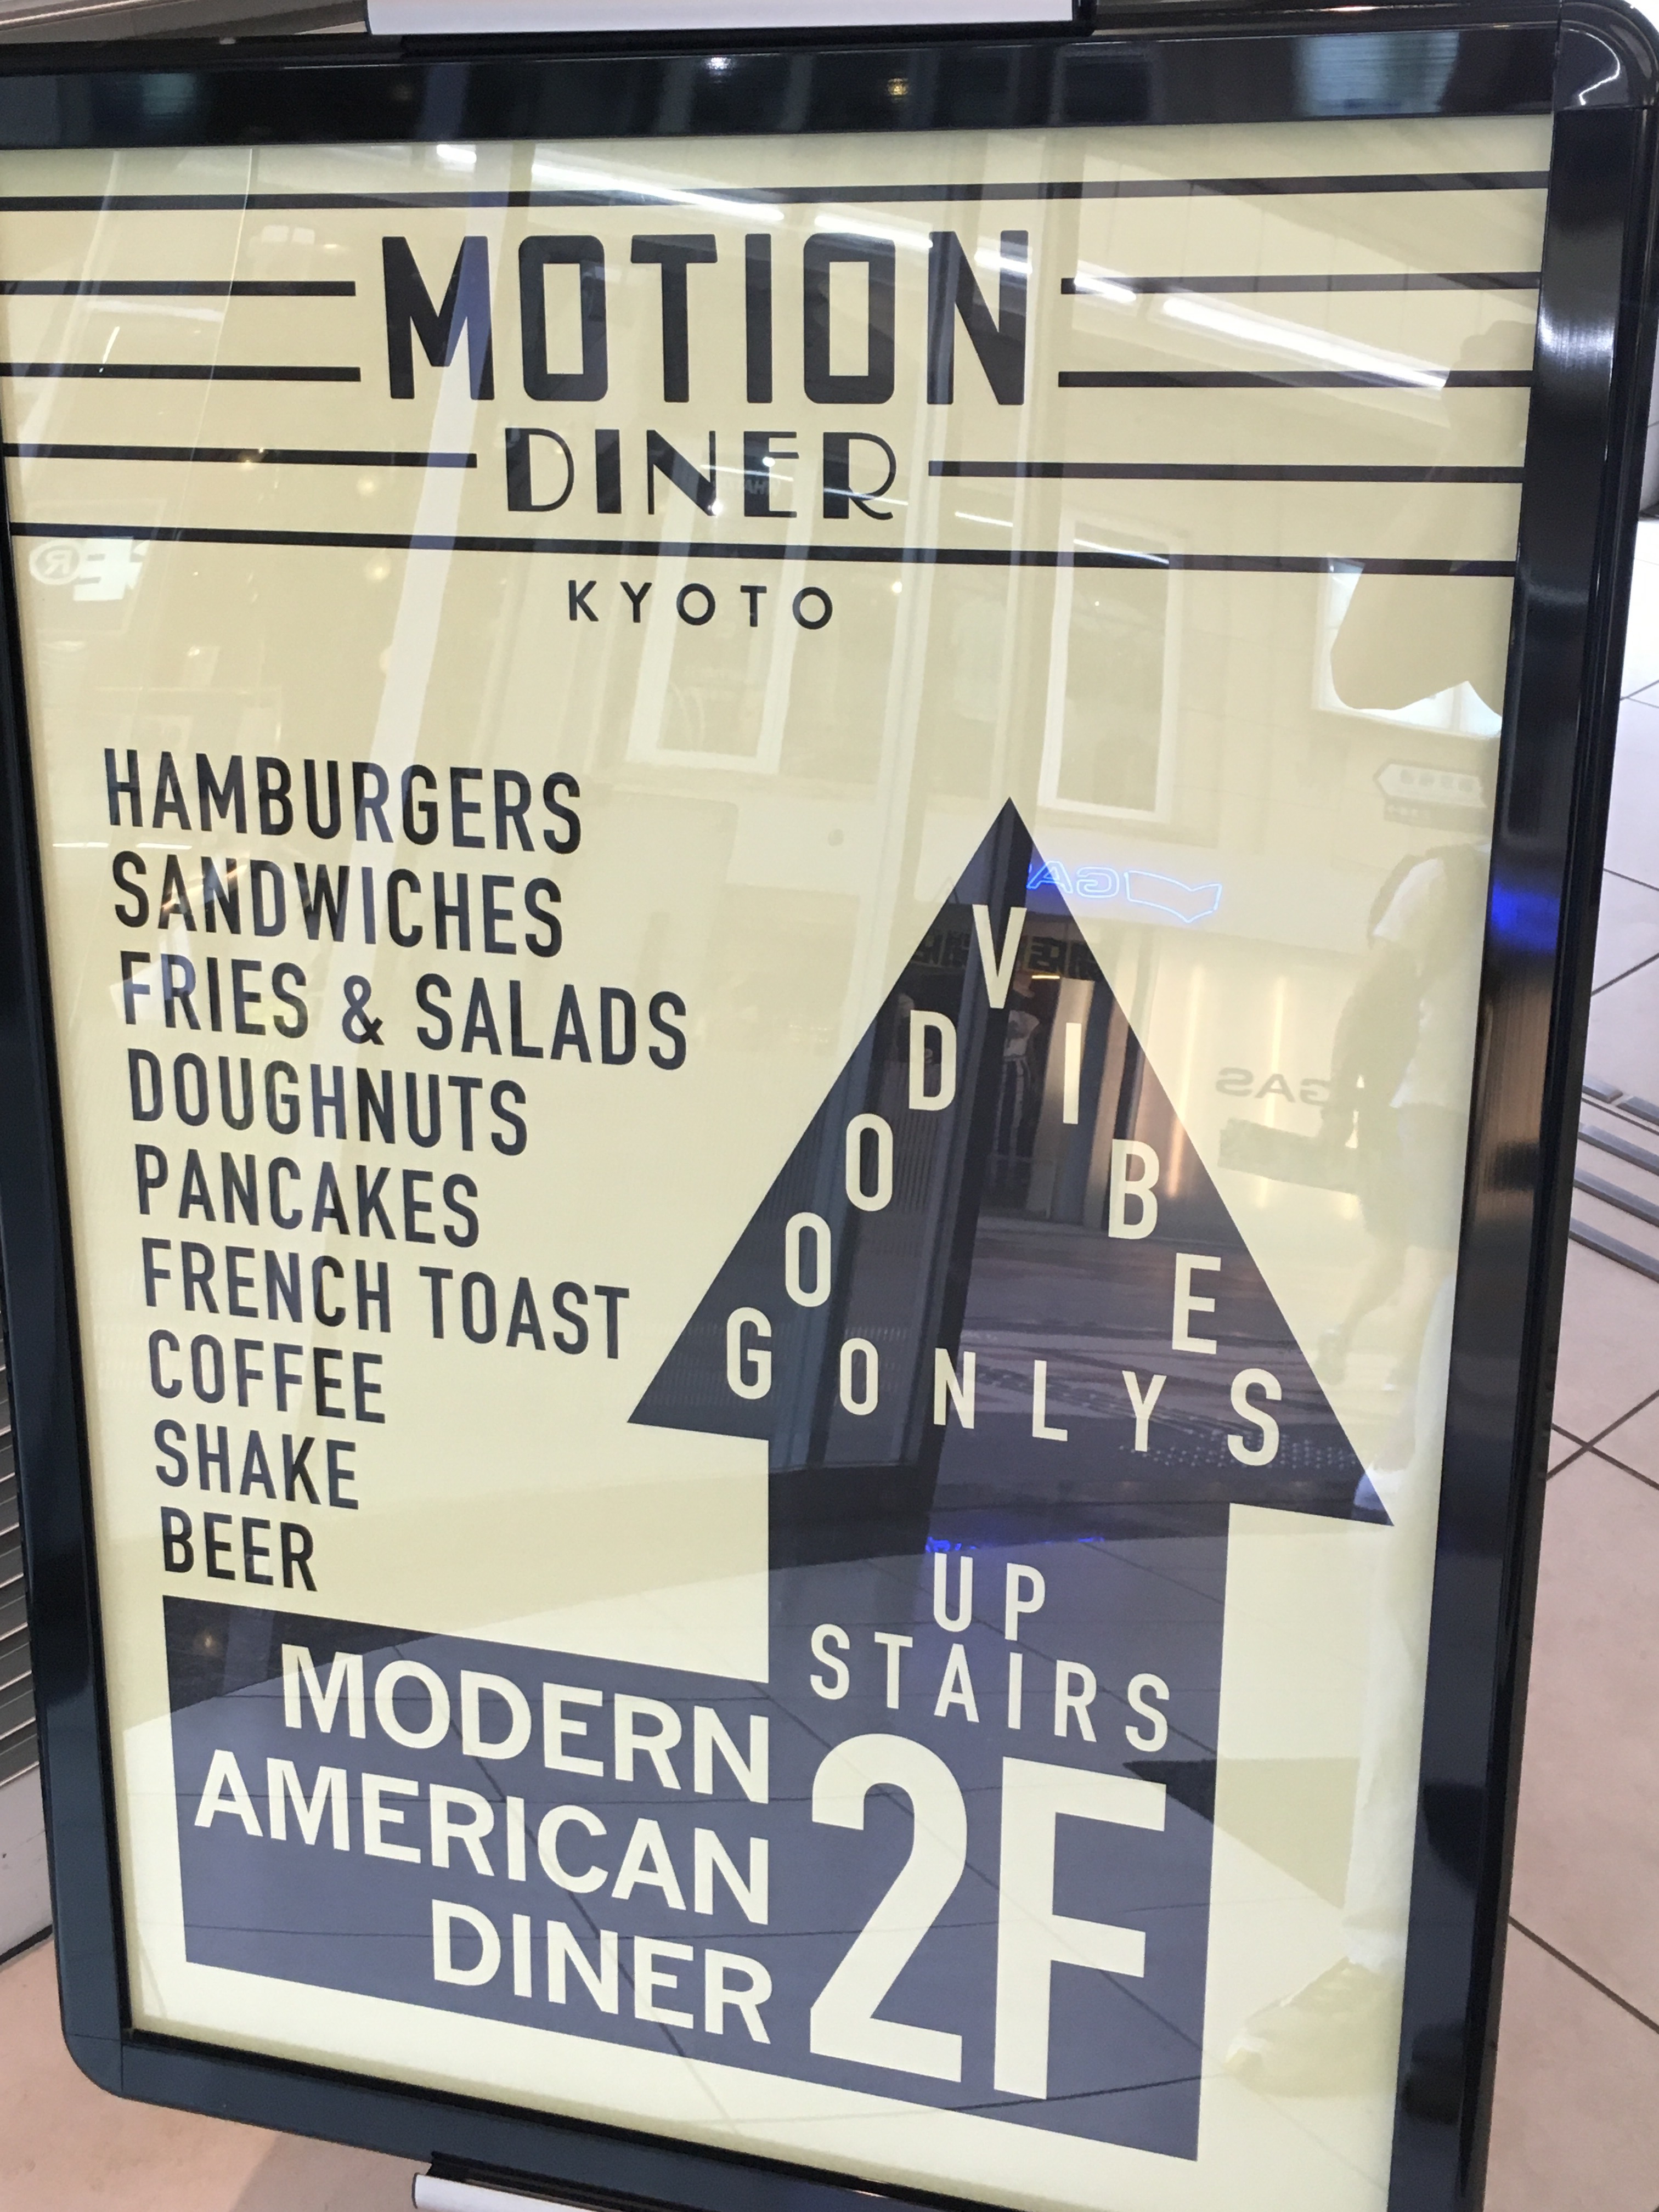 MOTION
DINER
KYOTO
HAMBURGERS
SANDWICHES
FRIES & SALADS
DOUGHNUTS
PANCAKES
FRENCH TOAST
COFFEE
SHAKE
BEER
GOOD VIBES
ONLY
UP
STAIRS
2F
MODERN
AMERICAN
DINER
GAS